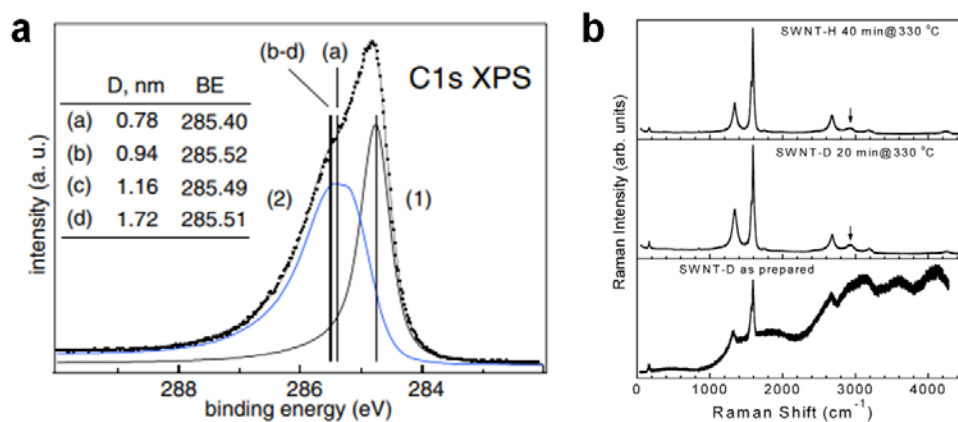 a
(b-d)
(a)
C1s XPS
D, nm BE
(a) 0.78 285.40
(b) 0.94 285.52
(c) 1.16 285.49
(d) 1.72 285.51
(2)
(1)
intensity (a. u.)
288 286 284
binding energy (eV)
b
SWNT-H 40 min@330 °C
SWNT-D 20 min@330 °C
SWNT-D as prepared
Raman Intensity (arb. units)
0 1000 2000 3000 4000
Raman Shift (cm-1)